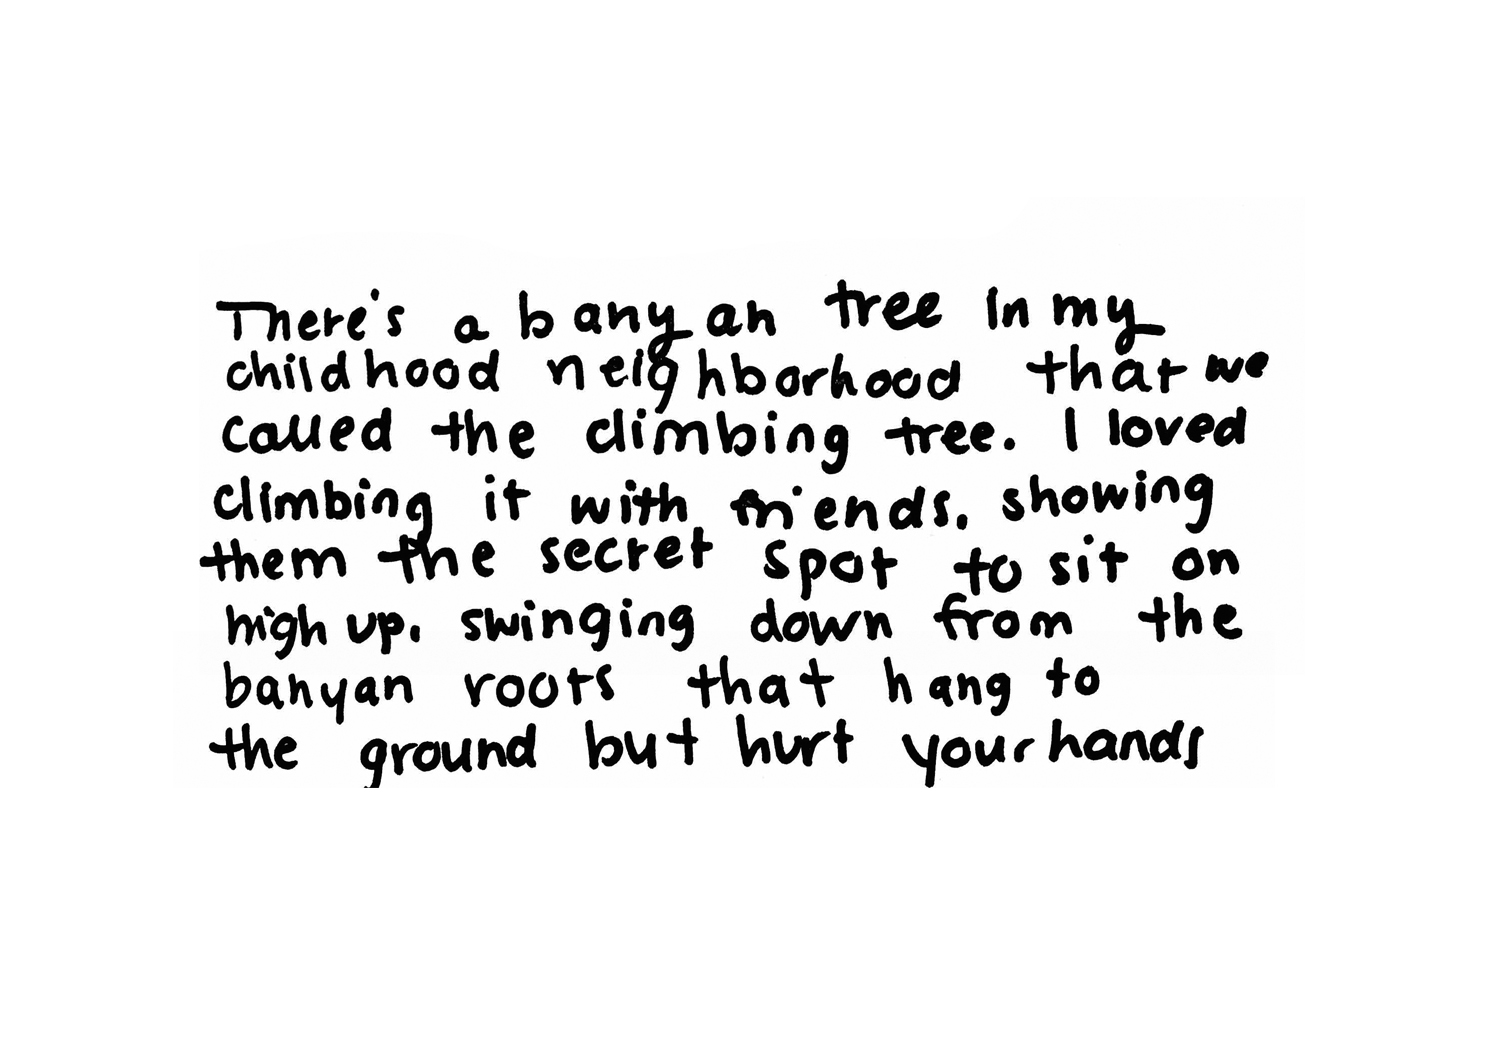 There's a banyan tree in my
childhood neighborhood that we
called the climbing tree. I loved
climbing it with friends. showing
them the secret spot to sit on
high up. swinging down from the
banyan roots that hang to
the ground but hurt your hands